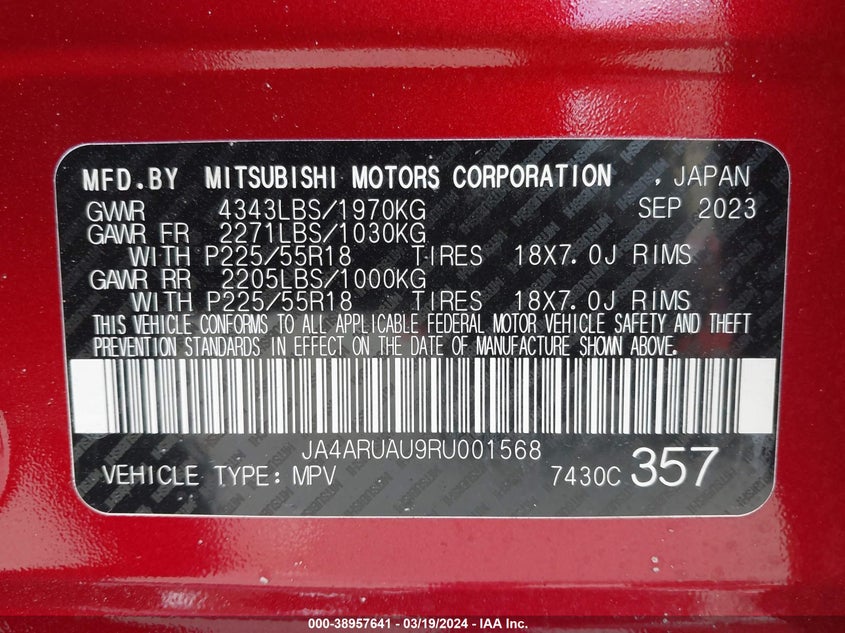 MFD.BY MITSUBISHI MOTORS CORPORATION , JAPAN
GVWR 4343LBS/1970KG SEP 2023
GAWR FR 2271LBS/1030KG
WITH P225/55R18 TIRES 18X7.0J RIMS
GAWR RR 2205LBS/1000KG
WITH P225/55R18 TIRES 18X7.0J RIMS
THIS VEHICLE CONFORMS TO ALL APPLICABLE FEDERAL MOTOR VEHICLE SAFETY AND THEFT
PREVENTION STANDARDS IN EFFECT ON THE DATE OF MANUFACTURE SHOWN ABOVE.
JA4ARUAU9RU001568
VEHICLE TYPE: MPV 7430C 357
000-38957641 - 03/19/2024 - IAA Inc.